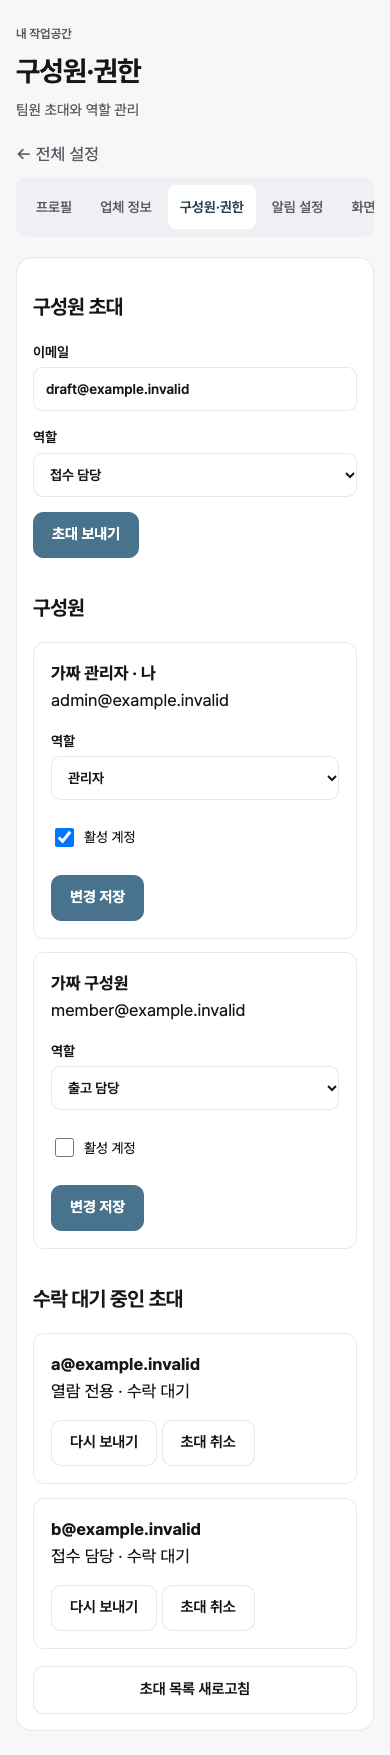 내 작업공간
구성원·권한
팀원 초대와 역할 관리
← 전체 설정
프로필 업체 정보 구성원·권한 알림 설정 화면
구성원 초대
이메일
draft@example.invalid
역할
접수 담당
초대 보내기
구성원
가짜 관리자 · 나
admin@example.invalid
역할
관리자
활성 계정
변경 저장
가짜 구성원
member@example.invalid
역할
출고 담당
활성 계정
변경 저장
수락 대기 중인 초대
a@example.invalid
열람 전용 · 수락 대기
다시 보내기 초대 취소
b@example.invalid
접수 담당 · 수락 대기
다시 보내기 초대 취소
초대 목록 새로고침